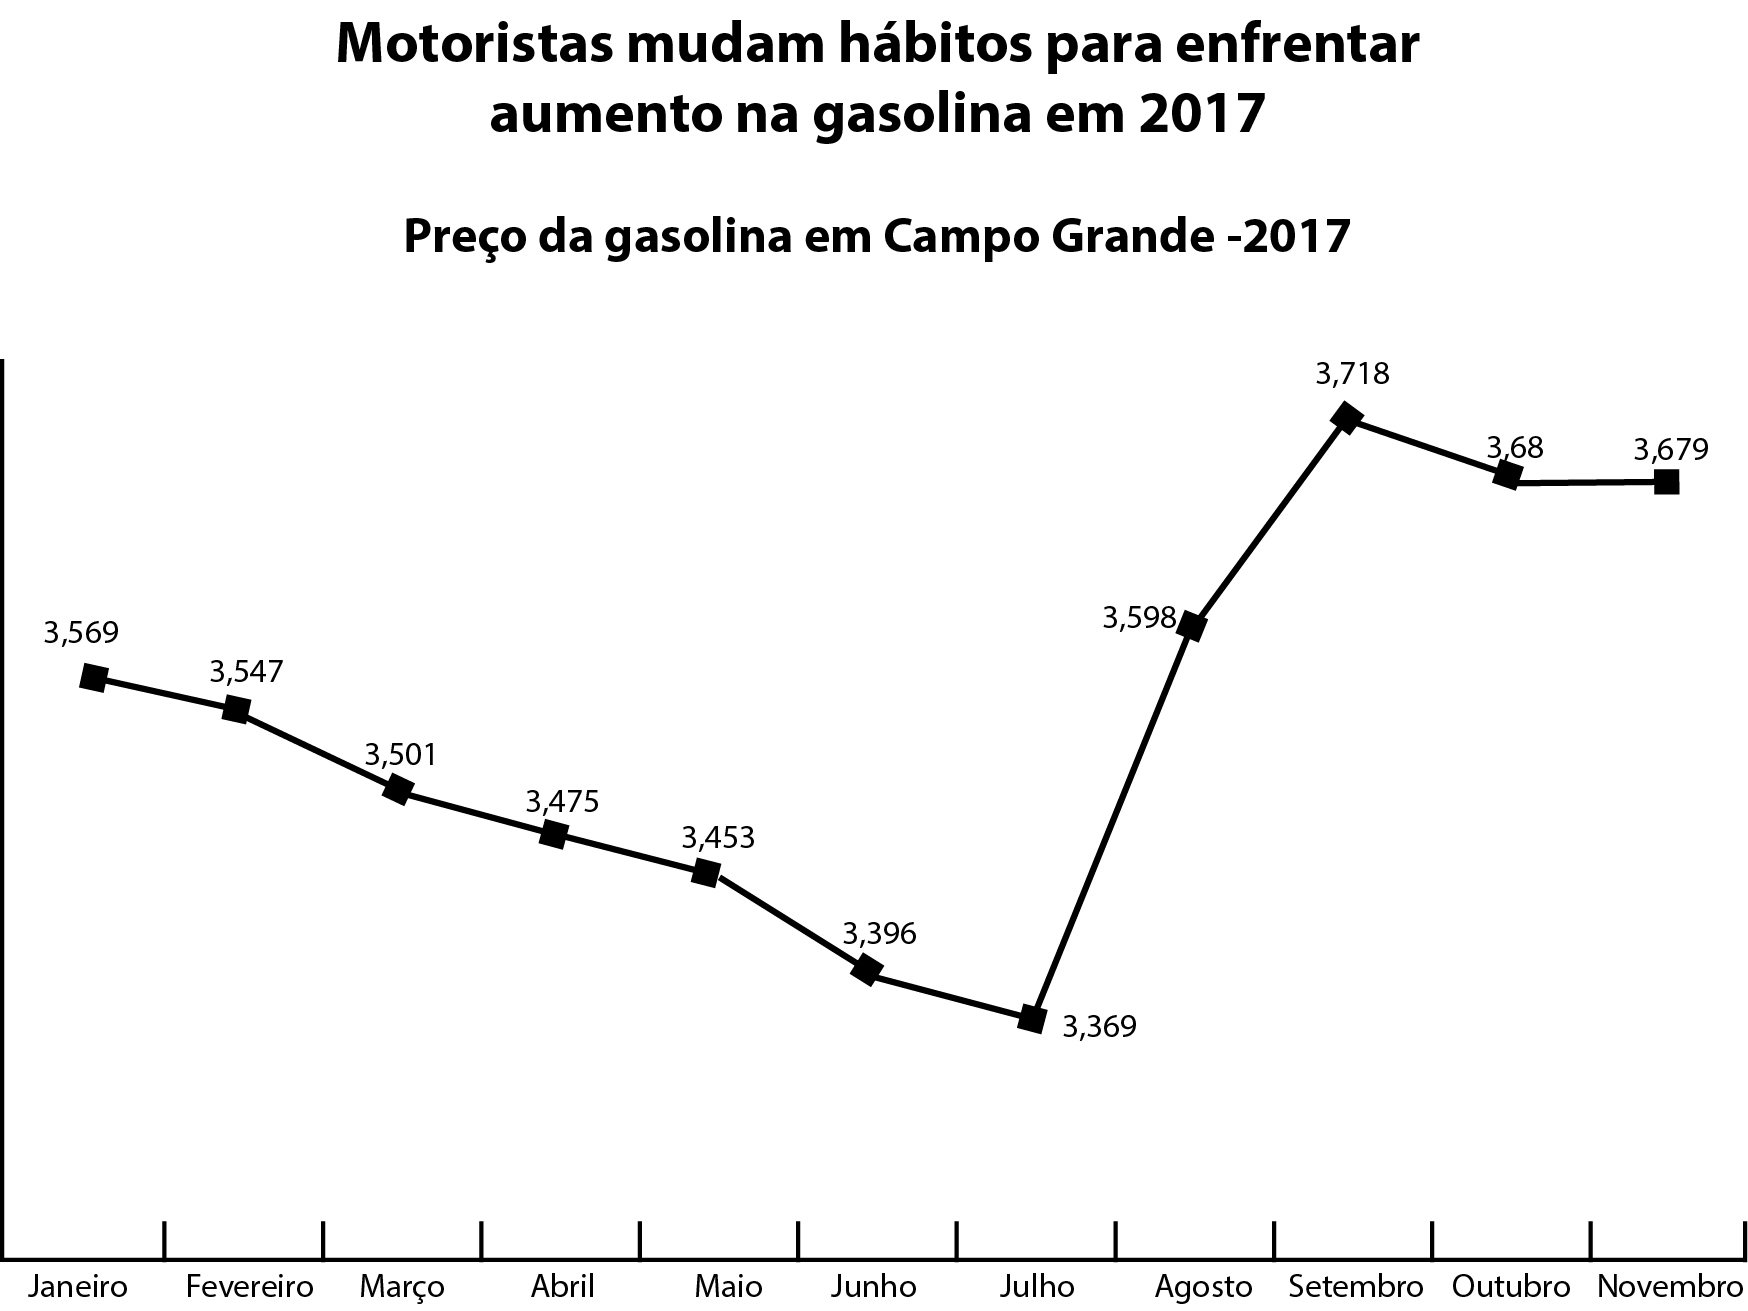 Motoristas mudam hábitos para enfrentar
aumento na gasolina em 2017
Preço da gasolina em Campo Grande -2017
3,569
3,547
3,501
3,475
3,453
3,396
3,369
3,598
3,718
3,68
3,679
Janeiro Fevereiro Março Abril Maio Junho Julho Agosto Setembro Outubro Novembro